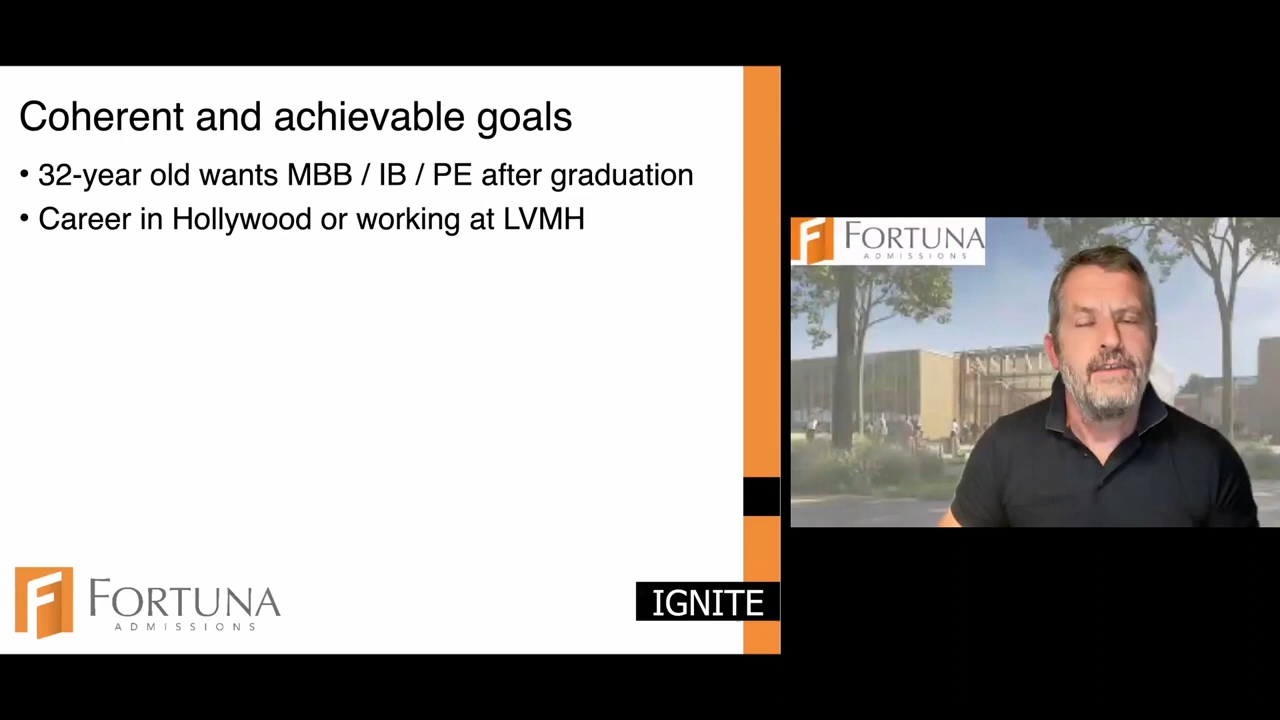 Coherent and achievable goals
• 32-year old wants MBB / IB / PE after graduation
• Career in Hollywood or working at LVMH
FORTUNA
ADMISSIONS
IGNITE
FORTUNA
ADMISSIONS